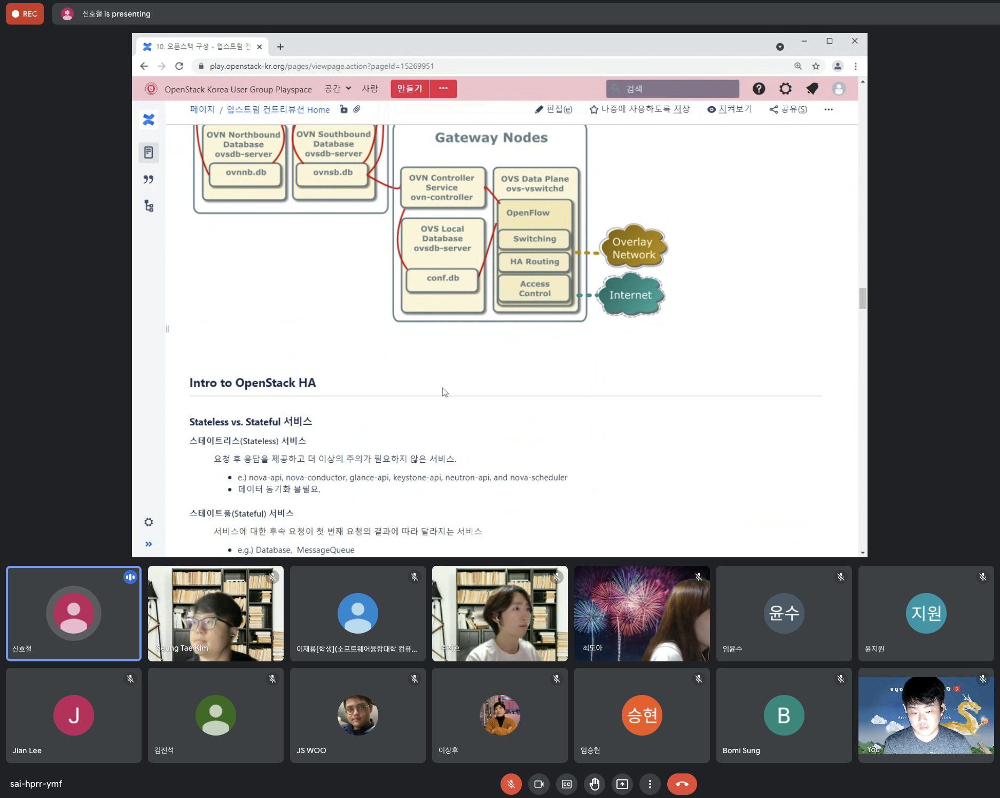 REC
신호철 is presenting
10. 오픈스택 구성 - 업스트림 컨
play.openstack-kr.org/pages/viewpage.action?pageId=15269951
OpenStack Korea User Group Playspace 공간 사람 만들기 ••• 검색
페이지 / 업스트림 컨트리뷰션 Home 편집(e) 나중에 사용하도록 저장 지켜보기 공유(S) •••
OVN Northbound
Database
ovsdb-server
ovnnb.db
OVN Southbound
Database
ovsdb-server
ovnsb.db
Gateway Nodes
OVN Controller
Service
ovn-controller
OVS Data Plane
ovs-vswitchd
OpenFlow
OVS Local
Database
ovsdb-server
conf.db
Switching
HA Routing
Access
Control
Overlay
Network
Internet
Intro to OpenStack HA
Stateless vs. Stateful 서비스
스테이트리스(Stateless) 서비스
요청 후 응답을 제공하고 더 이상의 주의가 필요하지 않은 서비스.
• e.) nova-api, nova-conductor, glance-api, keystone-api, neutron-api, and nova-scheduler
• 데이터 동기화 불필요.
스테이트풀(Stateful) 서비스
서비스에 대한 후속 요청이 첫 번째 요청의 결과에 따라 달라지는 서비스
• e.g.) Database, MessageQueue
신호철
Seung Tae Kim
이재용[학생](소프트웨어융합대학 컴퓨...
최도아
윤수
임윤수
지원
윤지원
J
Jian Lee
김진석
JS WOO
이상후
승현
임승현
B
Bomi Sung
You
sai-hprr-ymf